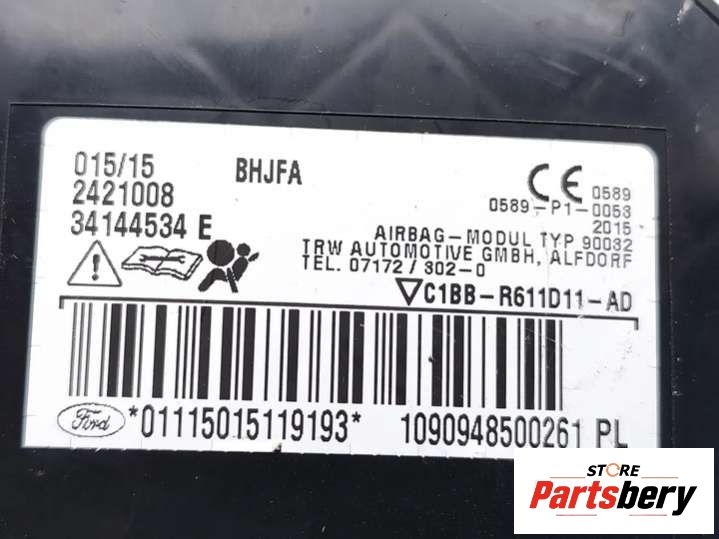 015/15 BHJFA
2421008
34144534 E
CE 0589
0589-P1-0053
2015
AIRBAG-MODUL TYP 90032
TRW AUTOMOTIVE GMBH, ALFDORF
TEL. 07172/302-0
C1BB-R611D11-AD
Ford *01115015119193* 1090948500261 PL
STORE
Partsbery